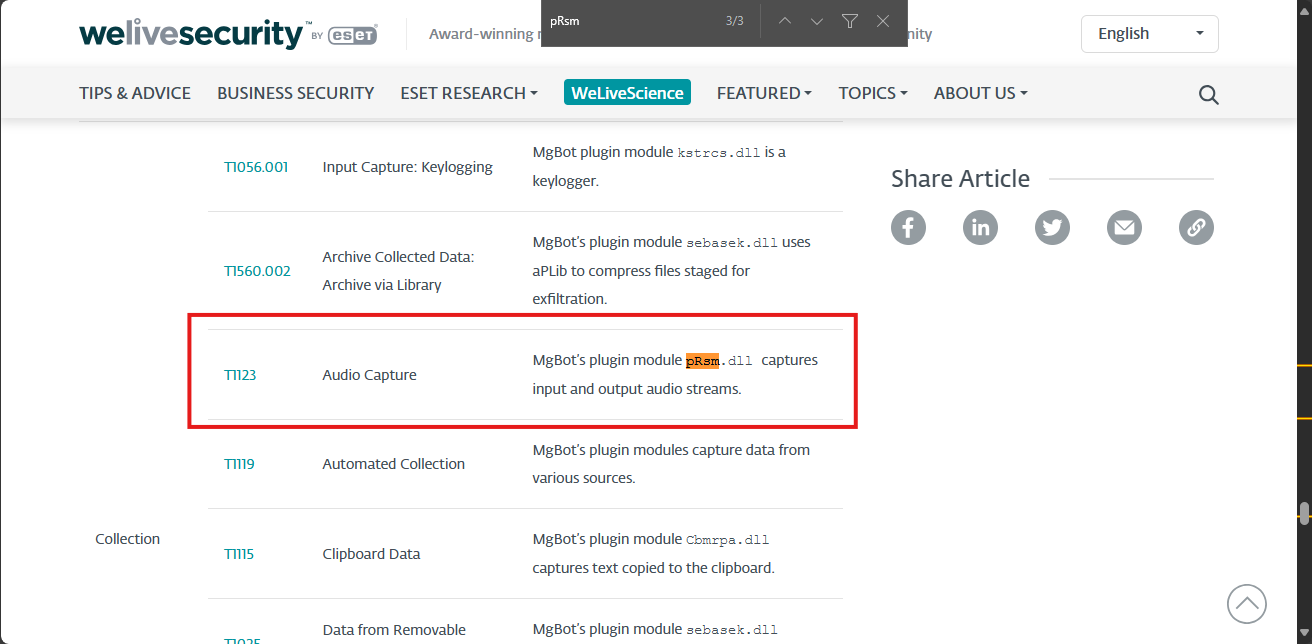 welivesecurity™ BY eset®
Award-winning
pRsm
3/3
English
TIPS & ADVICE
BUSINESS SECURITY
ESET RESEARCH
WeLiveScience
FEATURED
TOPICS
ABOUT US
T1056.001
Input Capture: Keylogging
MgBot plugin module kstrcs.dll is a
keylogger.
Share Article
T1560.002
Archive Collected Data:
Archive via Library
MgBot's plugin module sebasek.dll uses
aPLib to compress files staged for
exfiltration.
T1123
Audio Capture
MgBot's plugin module pRsm.dll captures
input and output audio streams.
T1119
Automated Collection
MgBot's plugin modules capture data from
various sources.
Collection
T1115
Clipboard Data
MgBot's plugin module Cbmrpa.dll
captures text copied to the clipboard.
T1025
Data from Removable
MgBot's plugin module sebasek.dll